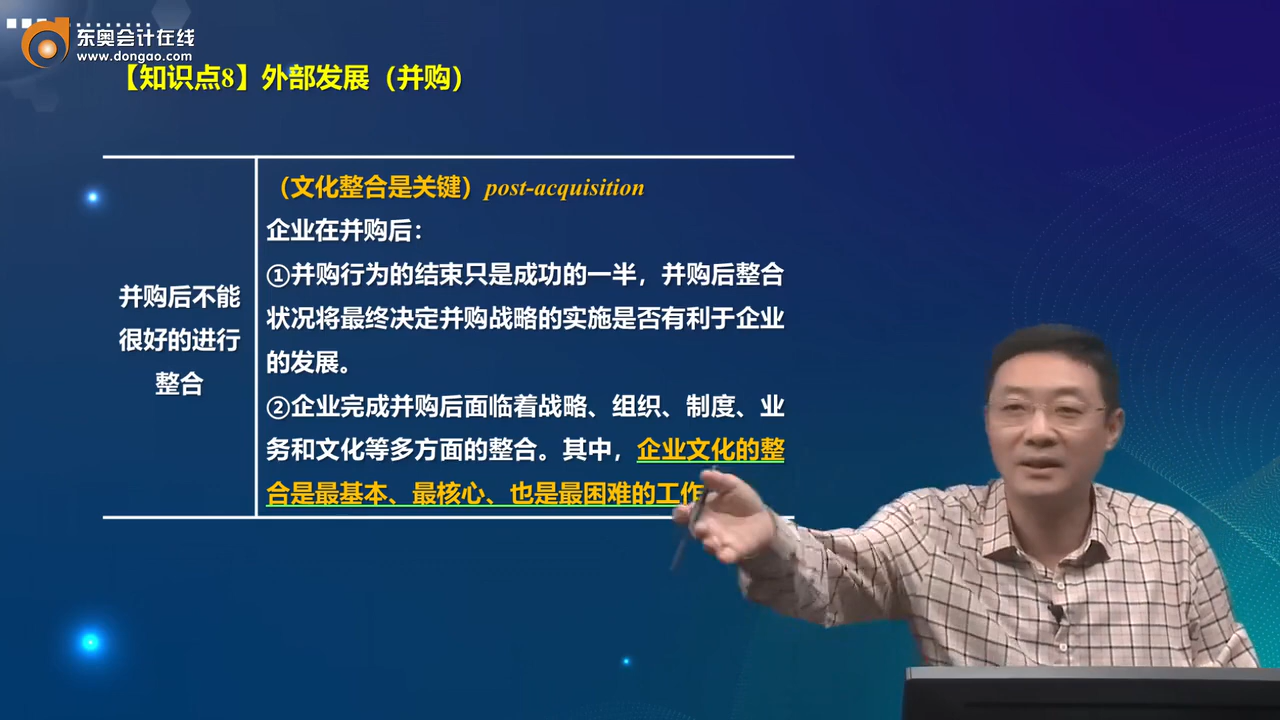 东奥会计在线
www.dongao.com
【知识点8】外部发展（并购）
（文化整合是关键）post-acquisition
企业在并购后：
①并购行为的结束只是成功的一半，并购后整合
状况将最终决定并购战略的实施是否有利于企业
的发展。
②企业完成并购后面临着战略、组织、制度、业
务和文化等多方面的整合。其中，企业文化的整
合是最基本、最核心、也是最困难的工作
并购后不能
很好的进行
整合